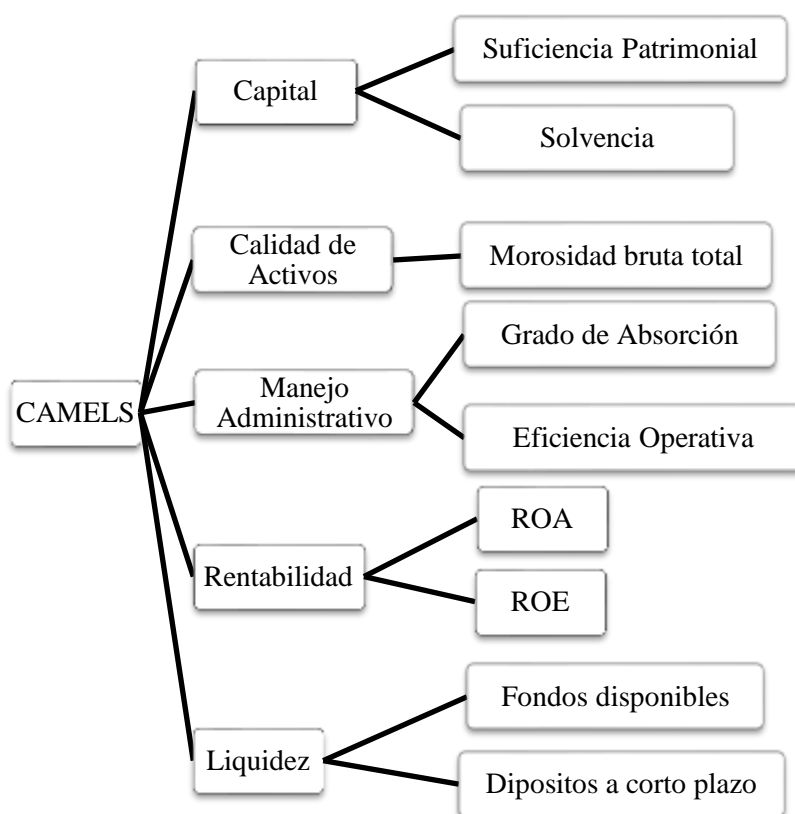 CAMELS
Capital
Suficiencia Patrimonial
Solvencia
Calidad de
Activos
Morosidad bruta total
Manejo
Administrativo
Grado de Absorción
Eficiencia Operativa
Rentabilidad
ROA
ROE
Liquidez
Fondos disponibles
Dipositos a corto plazo